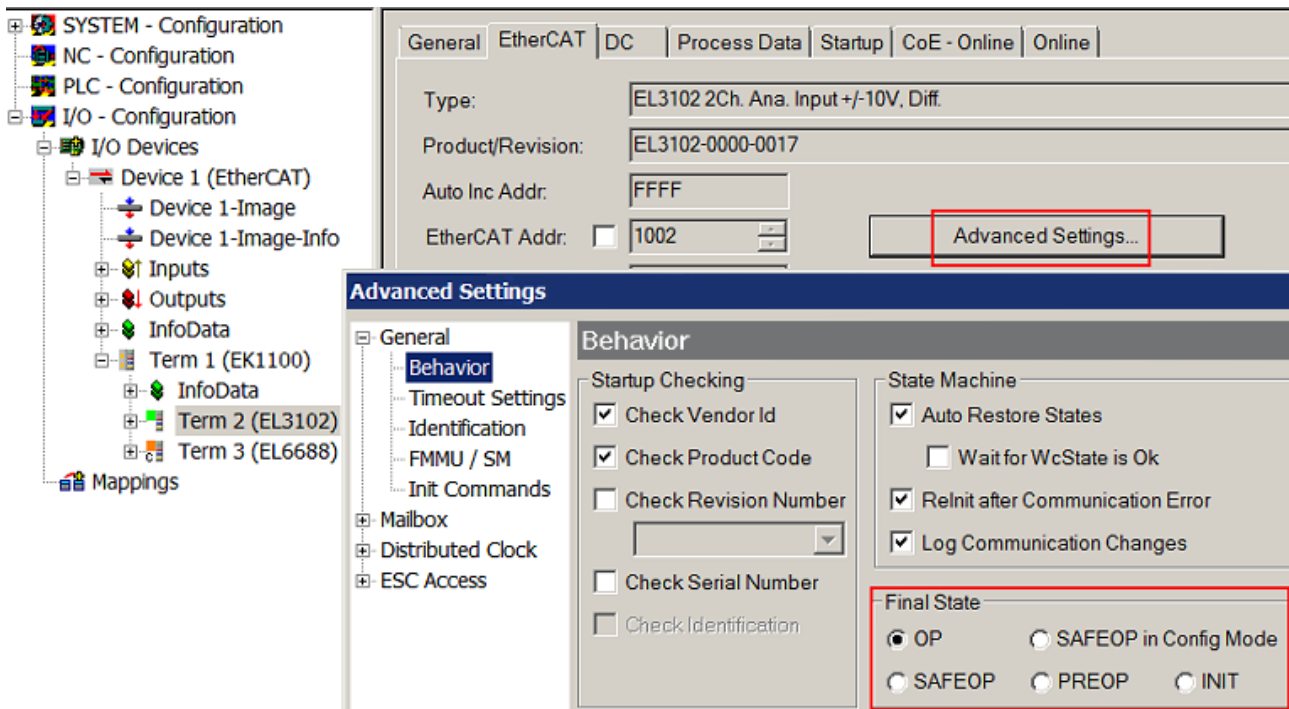 SYSTEM - Configuration
NC - Configuration
PLC - Configuration
I/O - Configuration
I/O Devices
Device 1 (EtherCAT)
Device 1-Image
Device 1-Image-Info
Inputs
Outputs
InfoData
Term 1 (EK1100)
InfoData
Term 2 (EL3102)
Term 3 (EL6688)
Mappings
General EtherCAT DC Process Data Startup CoE - Online Online
Type: EL3102 2Ch. Ana. Input +/-10V, Diff.
Product/Revision: EL3102-0000-0017
Auto Inc Addr: FFFF
EtherCAT Addr: 1002 Advanced Settings...
Advanced Settings
General
Behavior
Timeout Settings
Identification
FMMU / SM
Init Commands
Mailbox
Distributed Clock
ESC Access
Behavior
Startup Checking
Check Vendor Id
Check Product Code
Check Revision Number
Check Serial Number
Check Identification
State Machine
Auto Restore States
Wait for WcState is Ok
ReInit after Communication Error
Log Communication Changes
Final State
OP SAFEOP in Config Mode
SAFEOP PREOP INIT